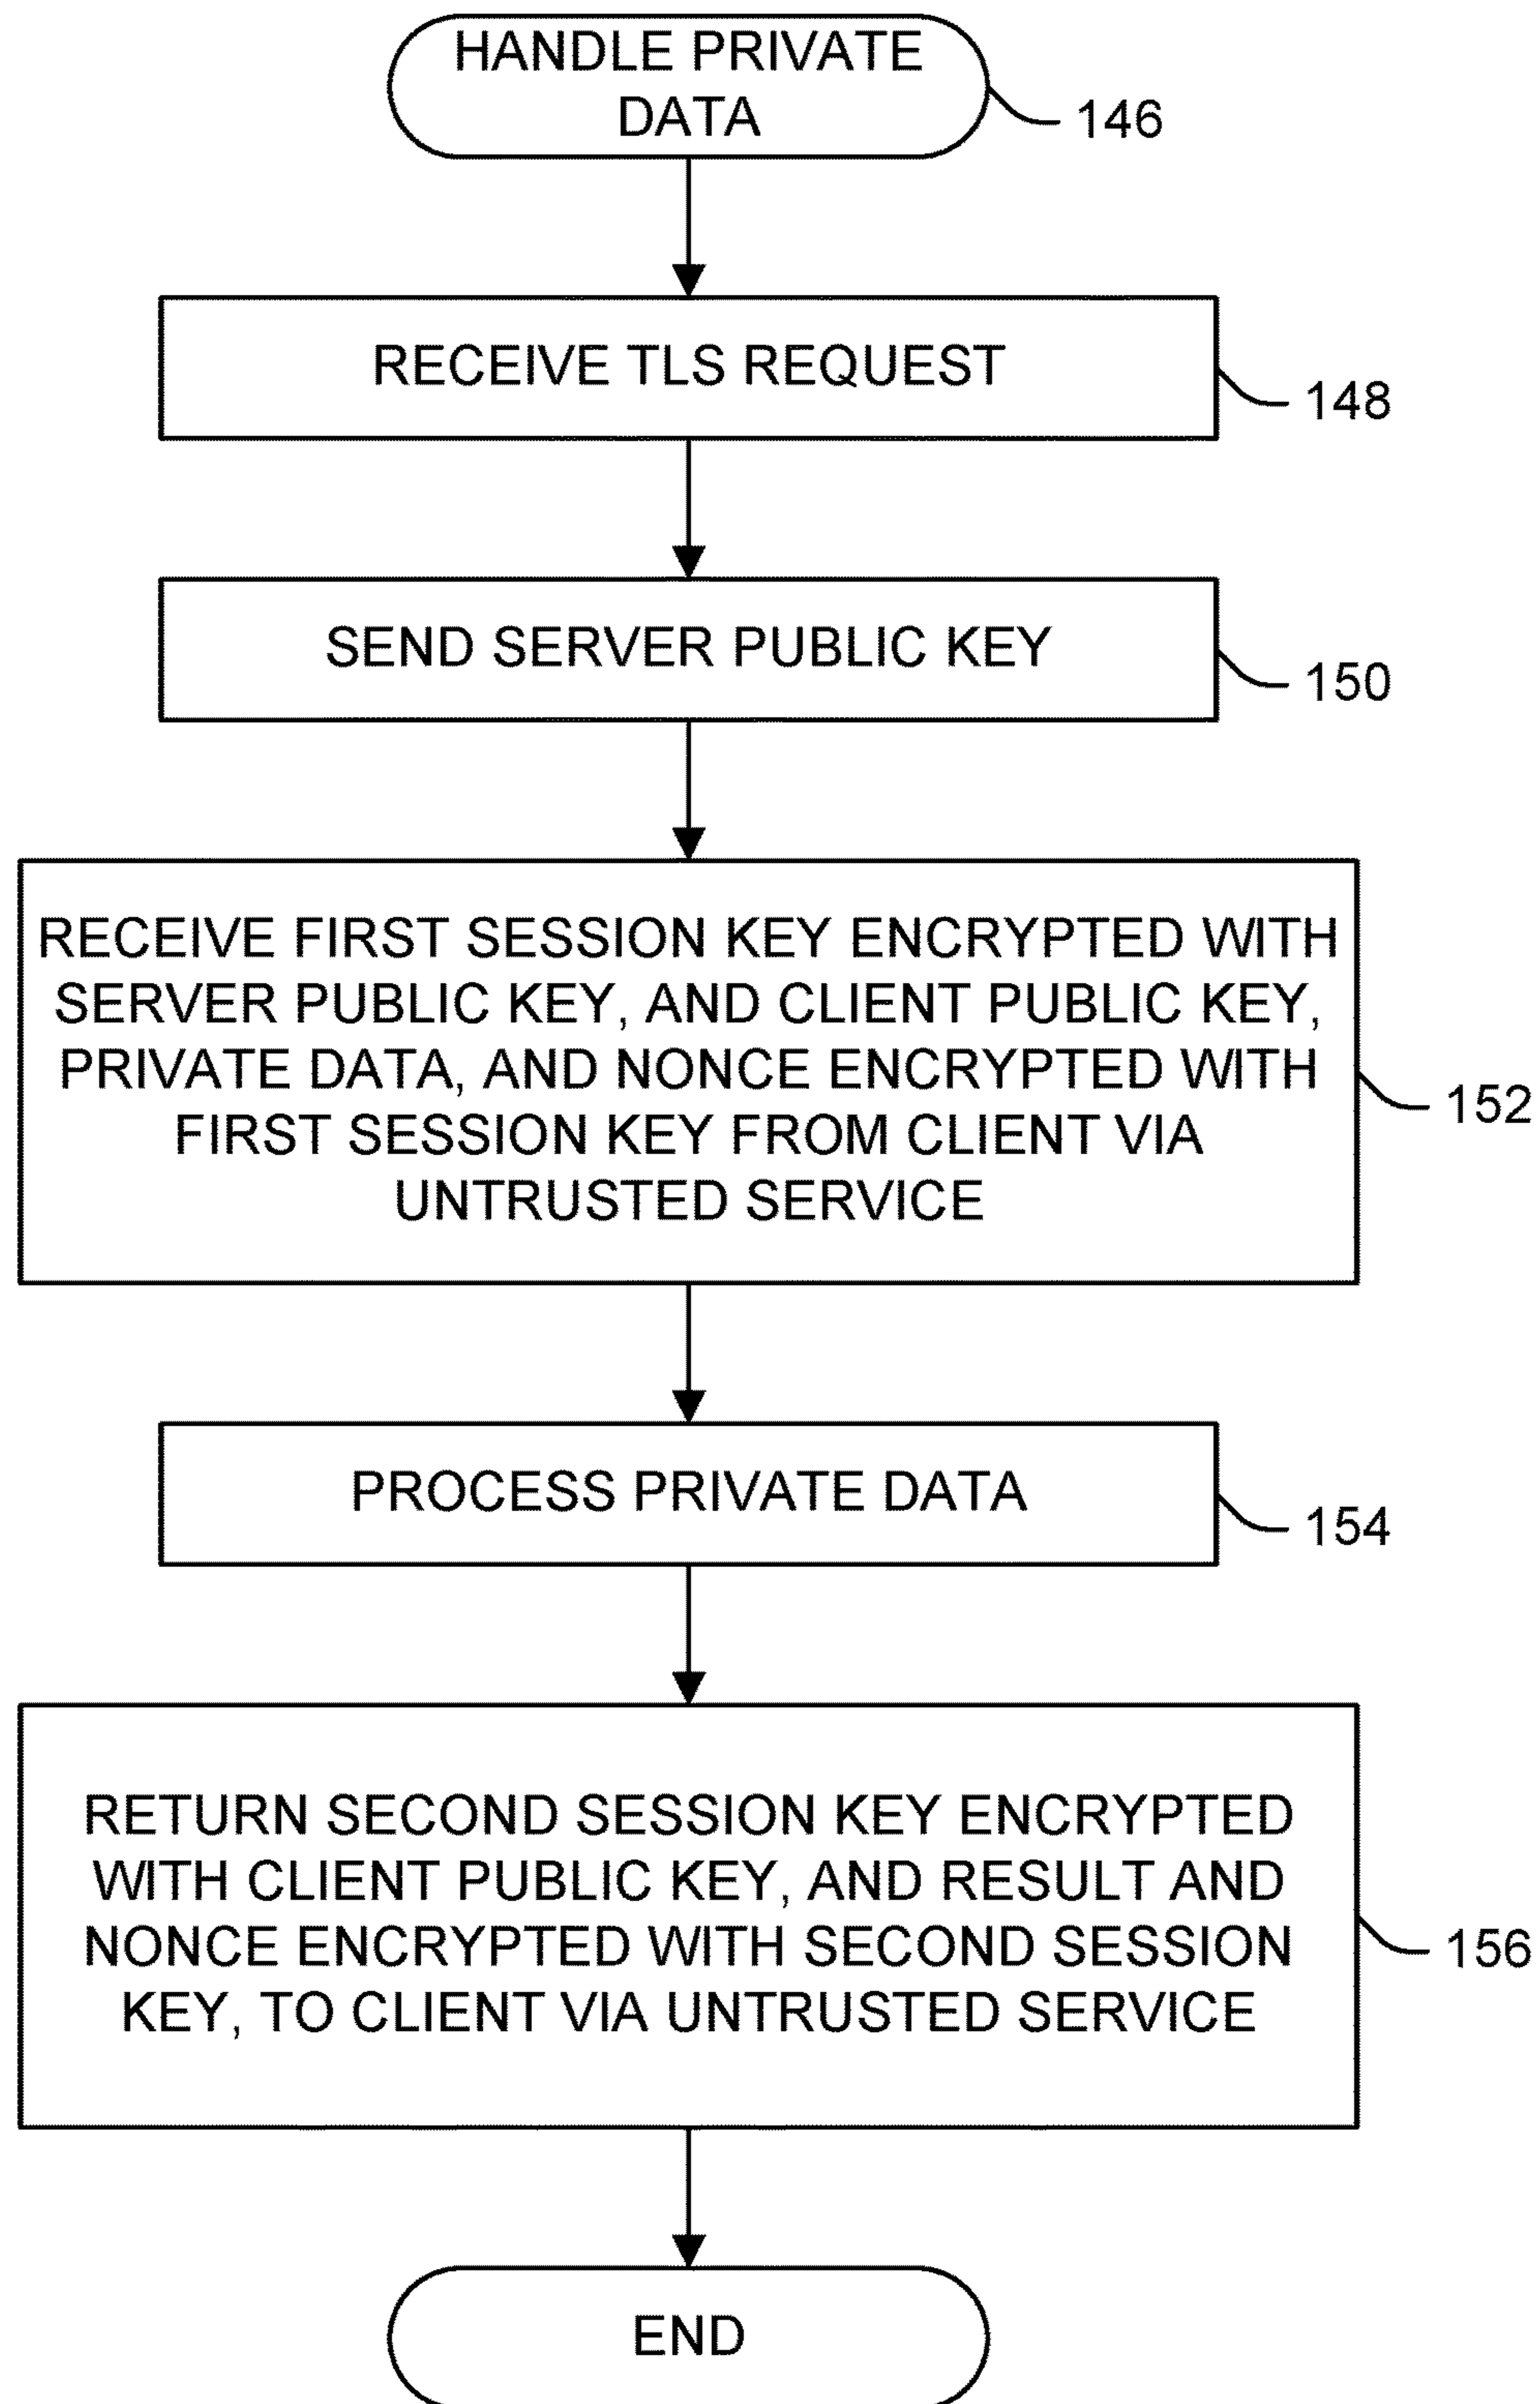 HANDLE PRIVATE
DATA
146
RECEIVE TLS REQUEST
148
SEND SERVER PUBLIC KEY
150
RECEIVE FIRST SESSION KEY ENCRYPTED WITH
SERVER PUBLIC KEY, AND CLIENT PUBLIC KEY,
PRIVATE DATA, AND NONCE ENCRYPTED WITH
FIRST SESSION KEY FROM CLIENT VIA
UNTRUSTED SERVICE
152
PROCESS PRIVATE DATA
154
RETURN SECOND SESSION KEY ENCRYPTED
WITH CLIENT PUBLIC KEY, AND RESULT AND
NONCE ENCRYPTED WITH SECOND SESSION
KEY, TO CLIENT VIA UNTRUSTED SERVICE
156
END